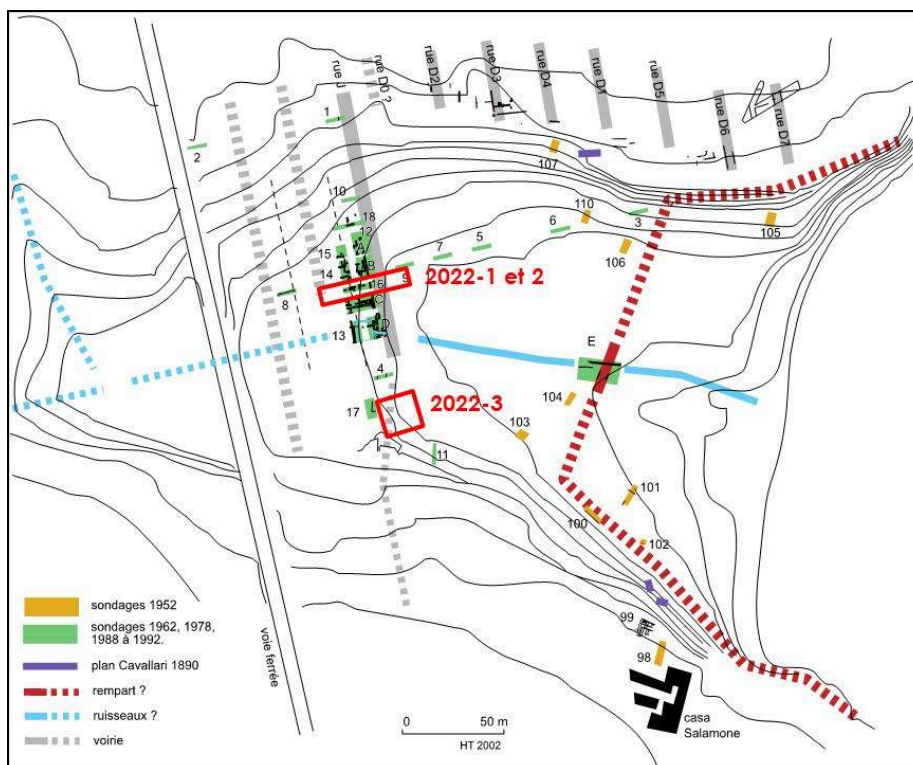 rue J
rue D0 ?
rue D2
rue D3
rue D4
rue D1
rue D5
rue D6
rue D7
1
2
107
10
18
12
110
3
105
6
106
5
7
15
A
B
14
9
2022-1 et 2
16
8
C
13
D
E
4
104
2022-3
17
L
103
11
101
100
102
99
98
sondages 1952
sondages 1962, 1978,
1988 à 1992.
plan Cavallari 1890
rempart ?
ruisseaux ?
voirie
voie ferrée
0 50 m
HT 2002
casa
Salamone